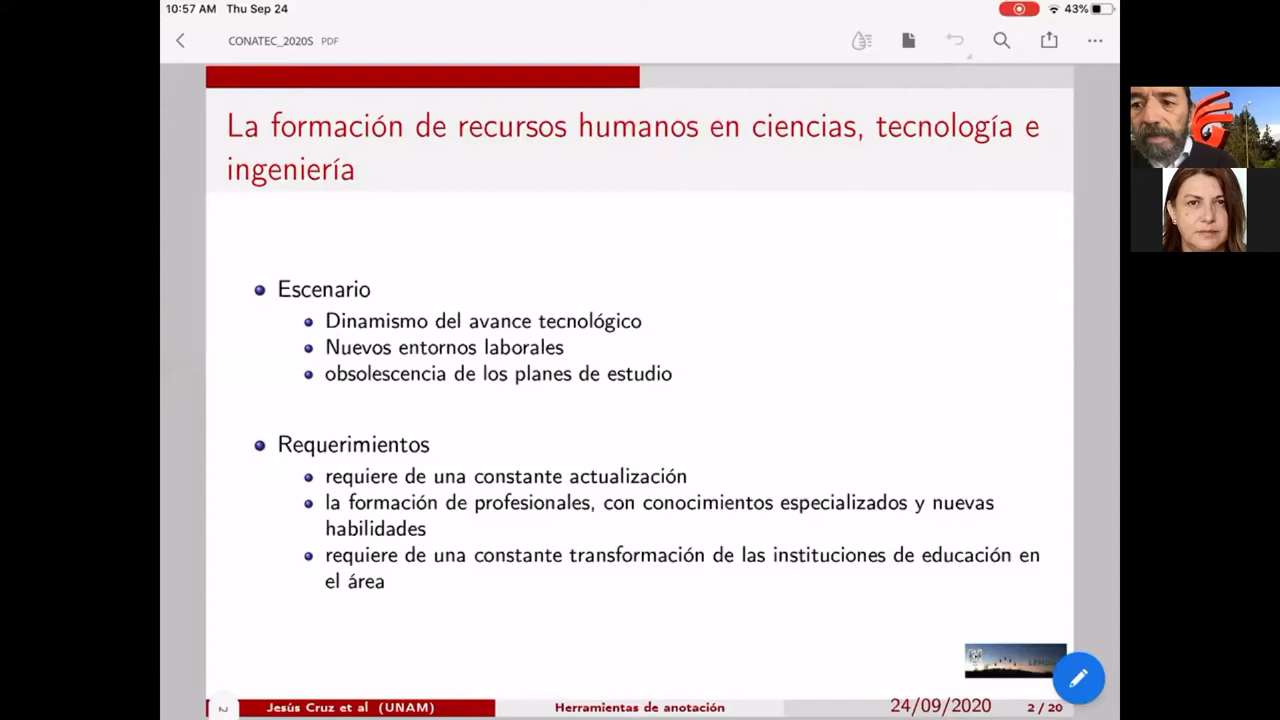 10:57 AM Thu Sep 24
43%
CONATEC_2020S PDF
La formación de recursos humanos en ciencias, tecnología e
ingeniería
Escenario
Dinamismo del avance tecnológico
Nuevos entornos laborales
obsolescencia de los planes de estudio
Requerimientos
requiere de una constante actualización
la formación de profesionales, con conocimientos especializados y nuevas
habilidades
requiere de una constante transformación de las instituciones de educación en
el área
2
Jesús Cruz et al (UNAM)
Herramientas de anotación
24/09/2020
2 / 20